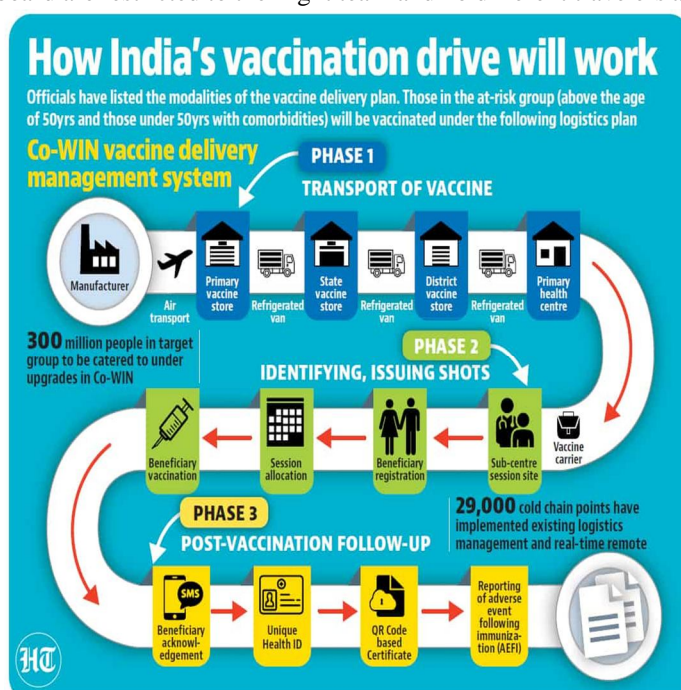 How India's vaccination drive will work
Officials have listed the modalities of the vaccine delivery plan. Those in the at-risk group (above the age
of 50yrs and those under 50yrs with comorbidities) will be vaccinated under the following logistics plan
Co-WIN vaccine delivery
management system
PHASE 1
TRANSPORT OF VACCINE
Manufacturer
Air
transport
Primary
vaccine
store
Refrigerated
van
State
vaccine
store
Refrigerated
van
District
vaccine
store
Refrigerated
van
Primary
health
centre
300 million people in target
group to be catered to under
upgrades in Co-WIN
PHASE 2
IDENTIFYING, ISSUING SHOTS
Vaccine
carrier
Sub-centre
session site
Beneficiary
registration
Session
allocation
Beneficiary
vaccination
29,000 cold chain points have
implemented existing logistics
management and real-time remote
PHASE 3
POST-VACCINATION FOLLOW-UP
SMS
Beneficiary
acknowl-
edgement
Unique
Health ID
QR Code
based
Certificate
Reporting
of adverse
event
following
immuniza-
tion (AEFI)
HT